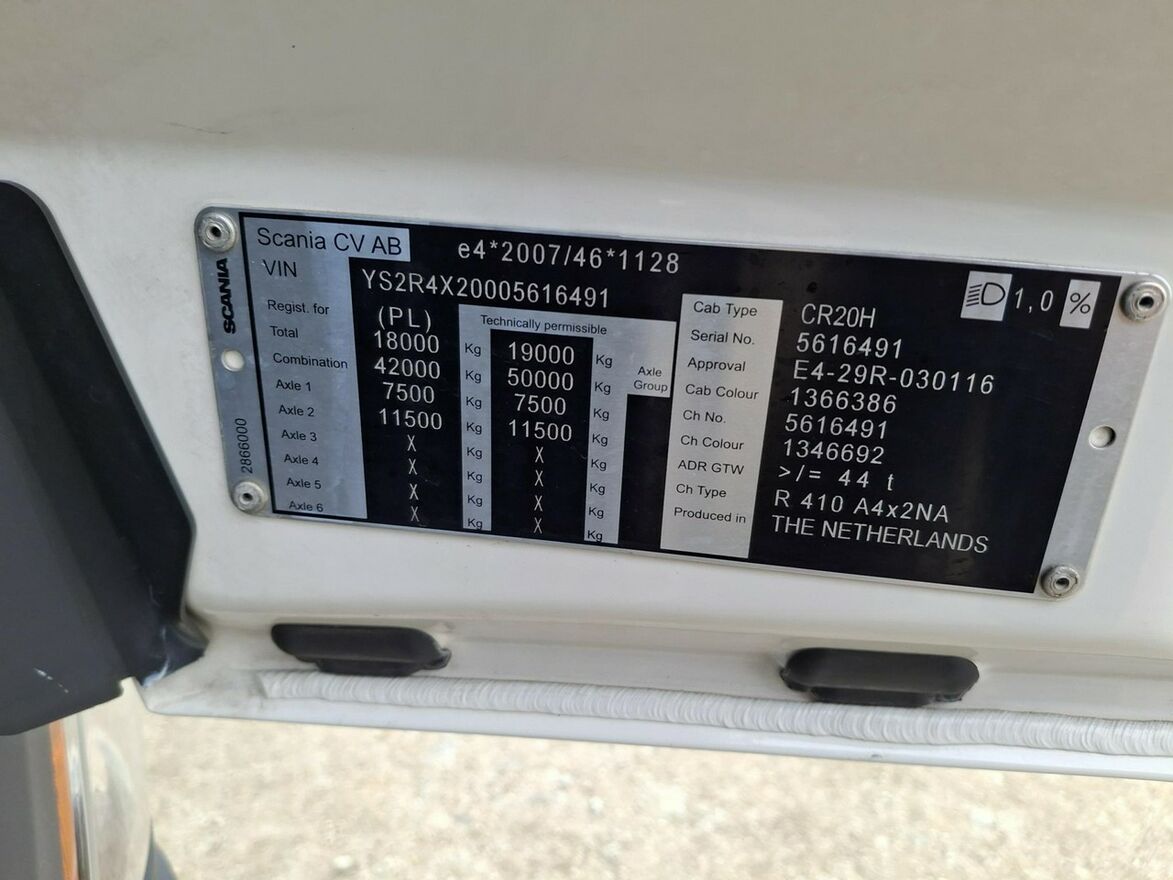 Scania CV AB e4*2007/46*1128
VIN YS2R4X20005616491
1,0 %
Regist. for (PL) Technically permissible
Total 18000 Kg 19000 Kg
Combination 42000 Kg 50000 Kg Axle Group
Axle 1 7500 Kg 7500 Kg
Axle 2 11500 Kg 11500 Kg
Axle 3 X Kg X Kg
Axle 4 X Kg X Kg
Axle 5 X Kg X Kg
Axle 6 X Kg X Kg
Cab Type CR20H
Serial No. 5616491
Approval E4-29R-030116
Cab Colour 1366386
Ch No. 5616491
Ch Colour 1346692
ADR GTW >/= 44 t
Ch Type R 410 A4x2NA
Produced in THE NETHERLANDS
SCANIA
2866000